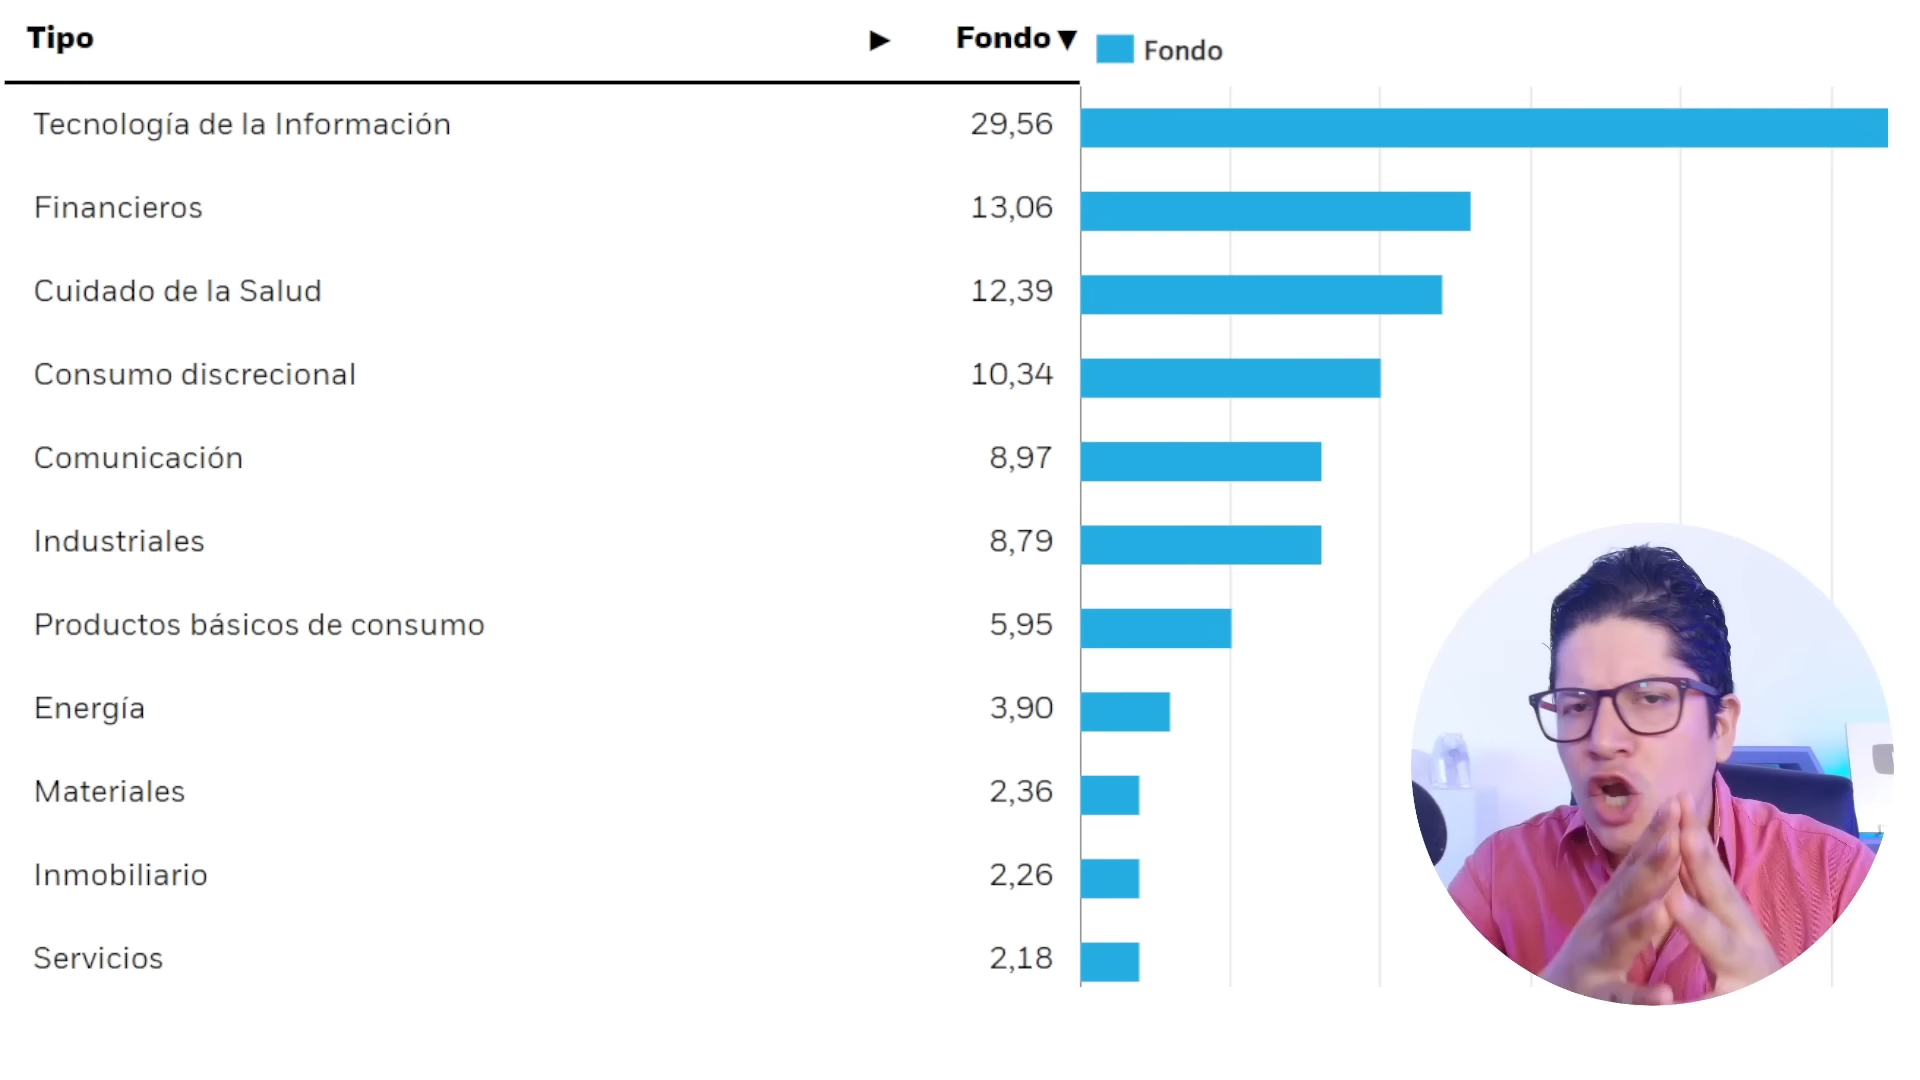 Tipo ▶ Fondo ▼ Fondo
Tecnología de la Información 29,56
Financieros 13,06
Cuidado de la Salud 12,39
Consumo discrecional 10,34
Comunicación 8,97
Industriales 8,79
Productos básicos de consumo 5,95
Energía 3,90
Materiales 2,36
Inmobiliario 2,26
Servicios 2,18